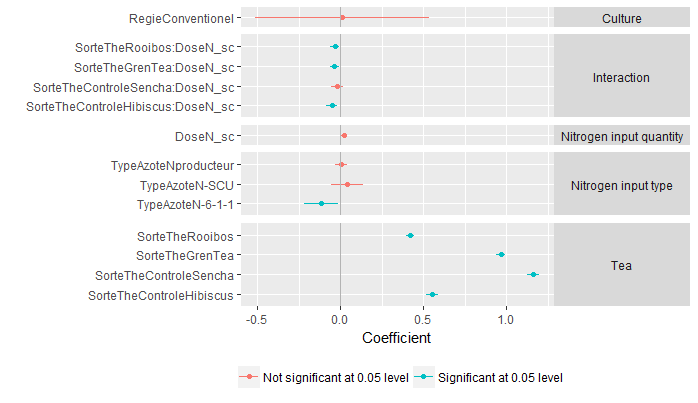 RegieConventionel
Culture
SorteTheRooibos:DoseN_sc
SorteTheGrenTea:DoseN_sc
SorteTheControleSencha:DoseN_sc
SorteTheControleHibiscus:DoseN_sc
Interaction
DoseN_sc
Nitrogen input quantity
TypeAzoteNproducteur
TypeAzoteN-SCU
TypeAzoteN-6-1-1
Nitrogen input type
SorteTheRooibos
SorteTheGrenTea
SorteTheControleSencha
SorteTheControleHibiscus
Tea
-0.5 0.0 0.5 1.0
Coefficient
Not significant at 0.05 level Significant at 0.05 level